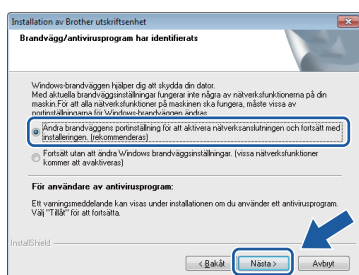 Installation av Brother utskriftsenhet
Brandvägg/antivirusprogram har identifierats
Windows-brandväggen hjälper dig att skydda din dator.
Med aktuella brandväggsinställningar fungerar inte några av nätverksfunktionerna på din
maskin.För att alla nätverksfunktioner på maskinen ska fungera, måste vissa av
portinställningarna för Windows-brandväggen ändras.
Ändra brandväggens portinställning för att aktivera nätverksanslutningen och fortsätt med
installeringen. (rekommenderas)
Fortsätt utan att ändra Windows brandväggsinställningar. (vissa nätverksfunktioner
kommer att avaktiveras)
För användare av antivirusprogram:
Ett varningsmeddelande kan visas under installationen om du använder ett antivirusprogram.
Välj "Tillåt" för att fortsätta.
InstallShield
< Bakåt
Nästa >
Avbryt